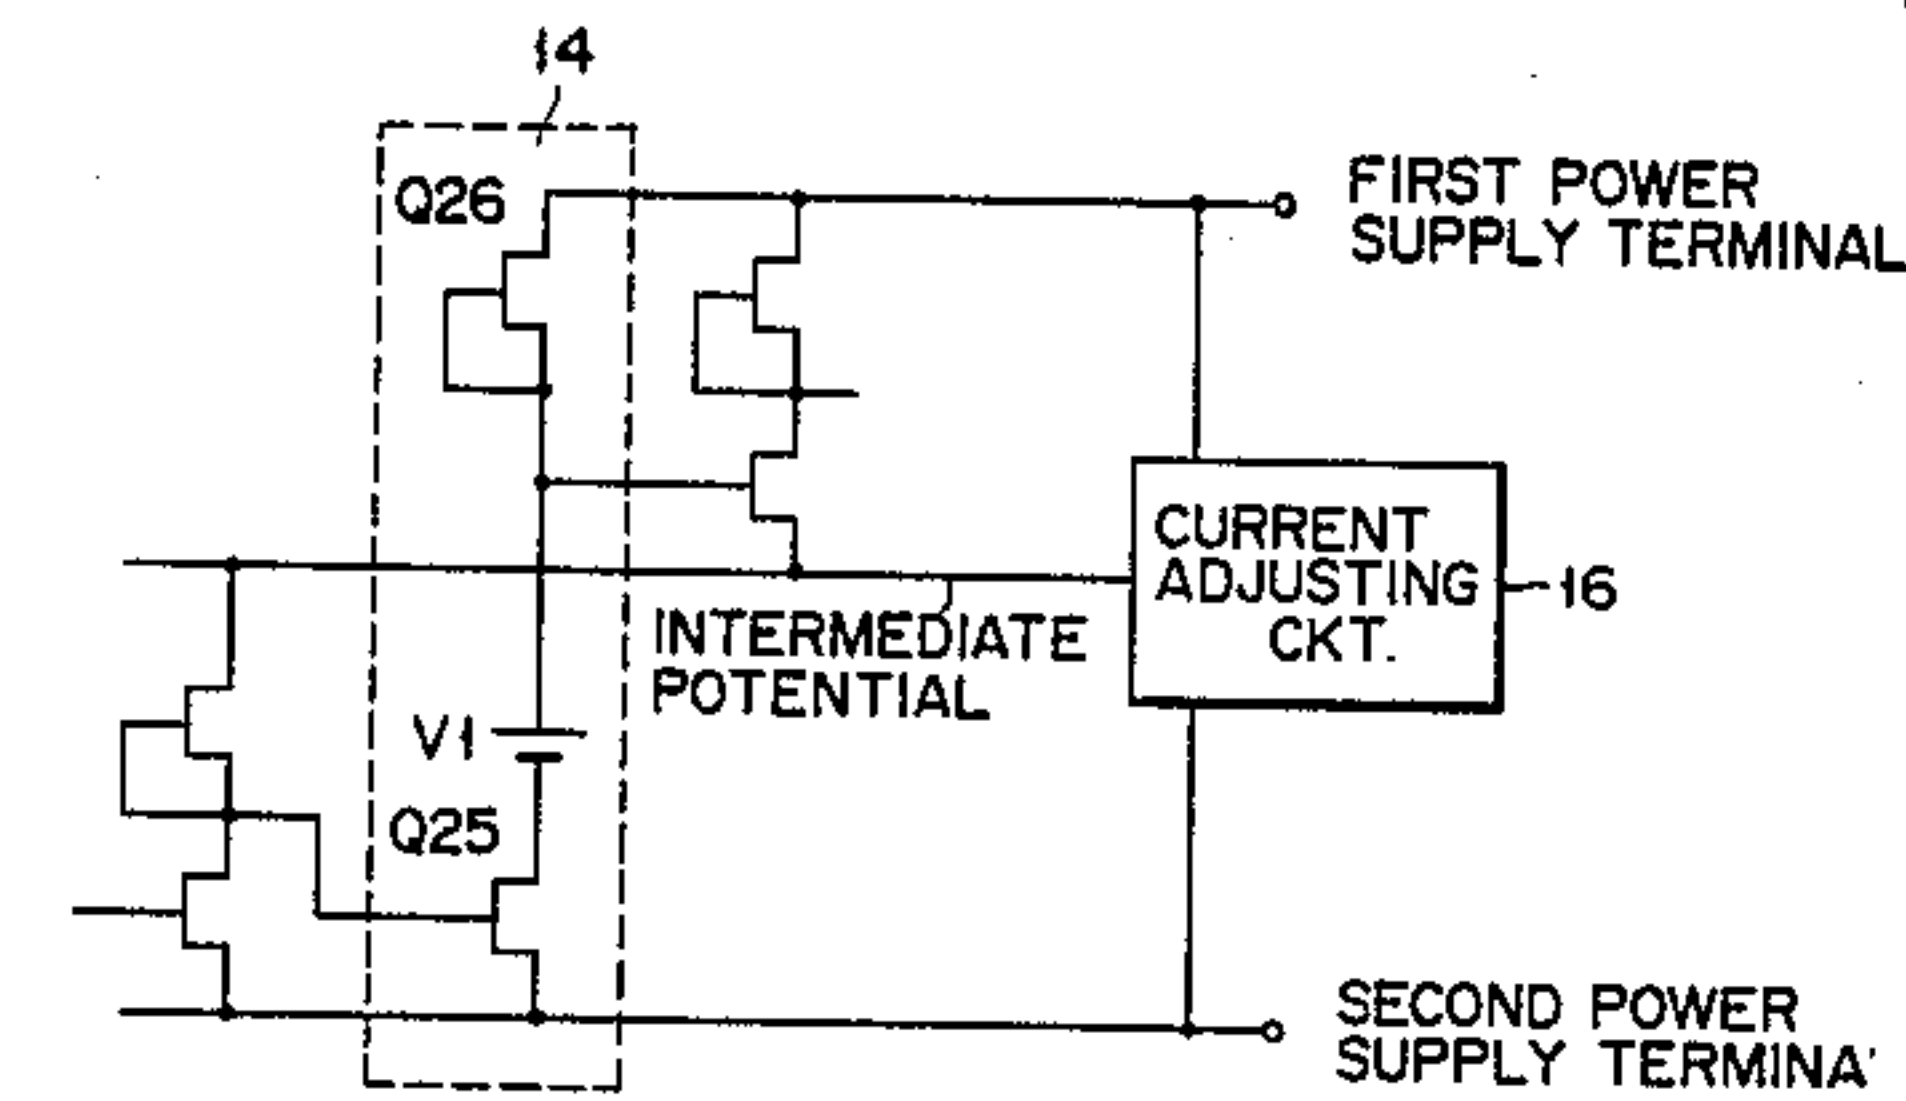 14
Q26
FIRST POWER
SUPPLY TERMINAL
CURRENT
ADJUSTING
CKT.
16
INTERMEDIATE
POTENTIAL
V1
Q25
SECOND POWER
SUPPLY TERMINA